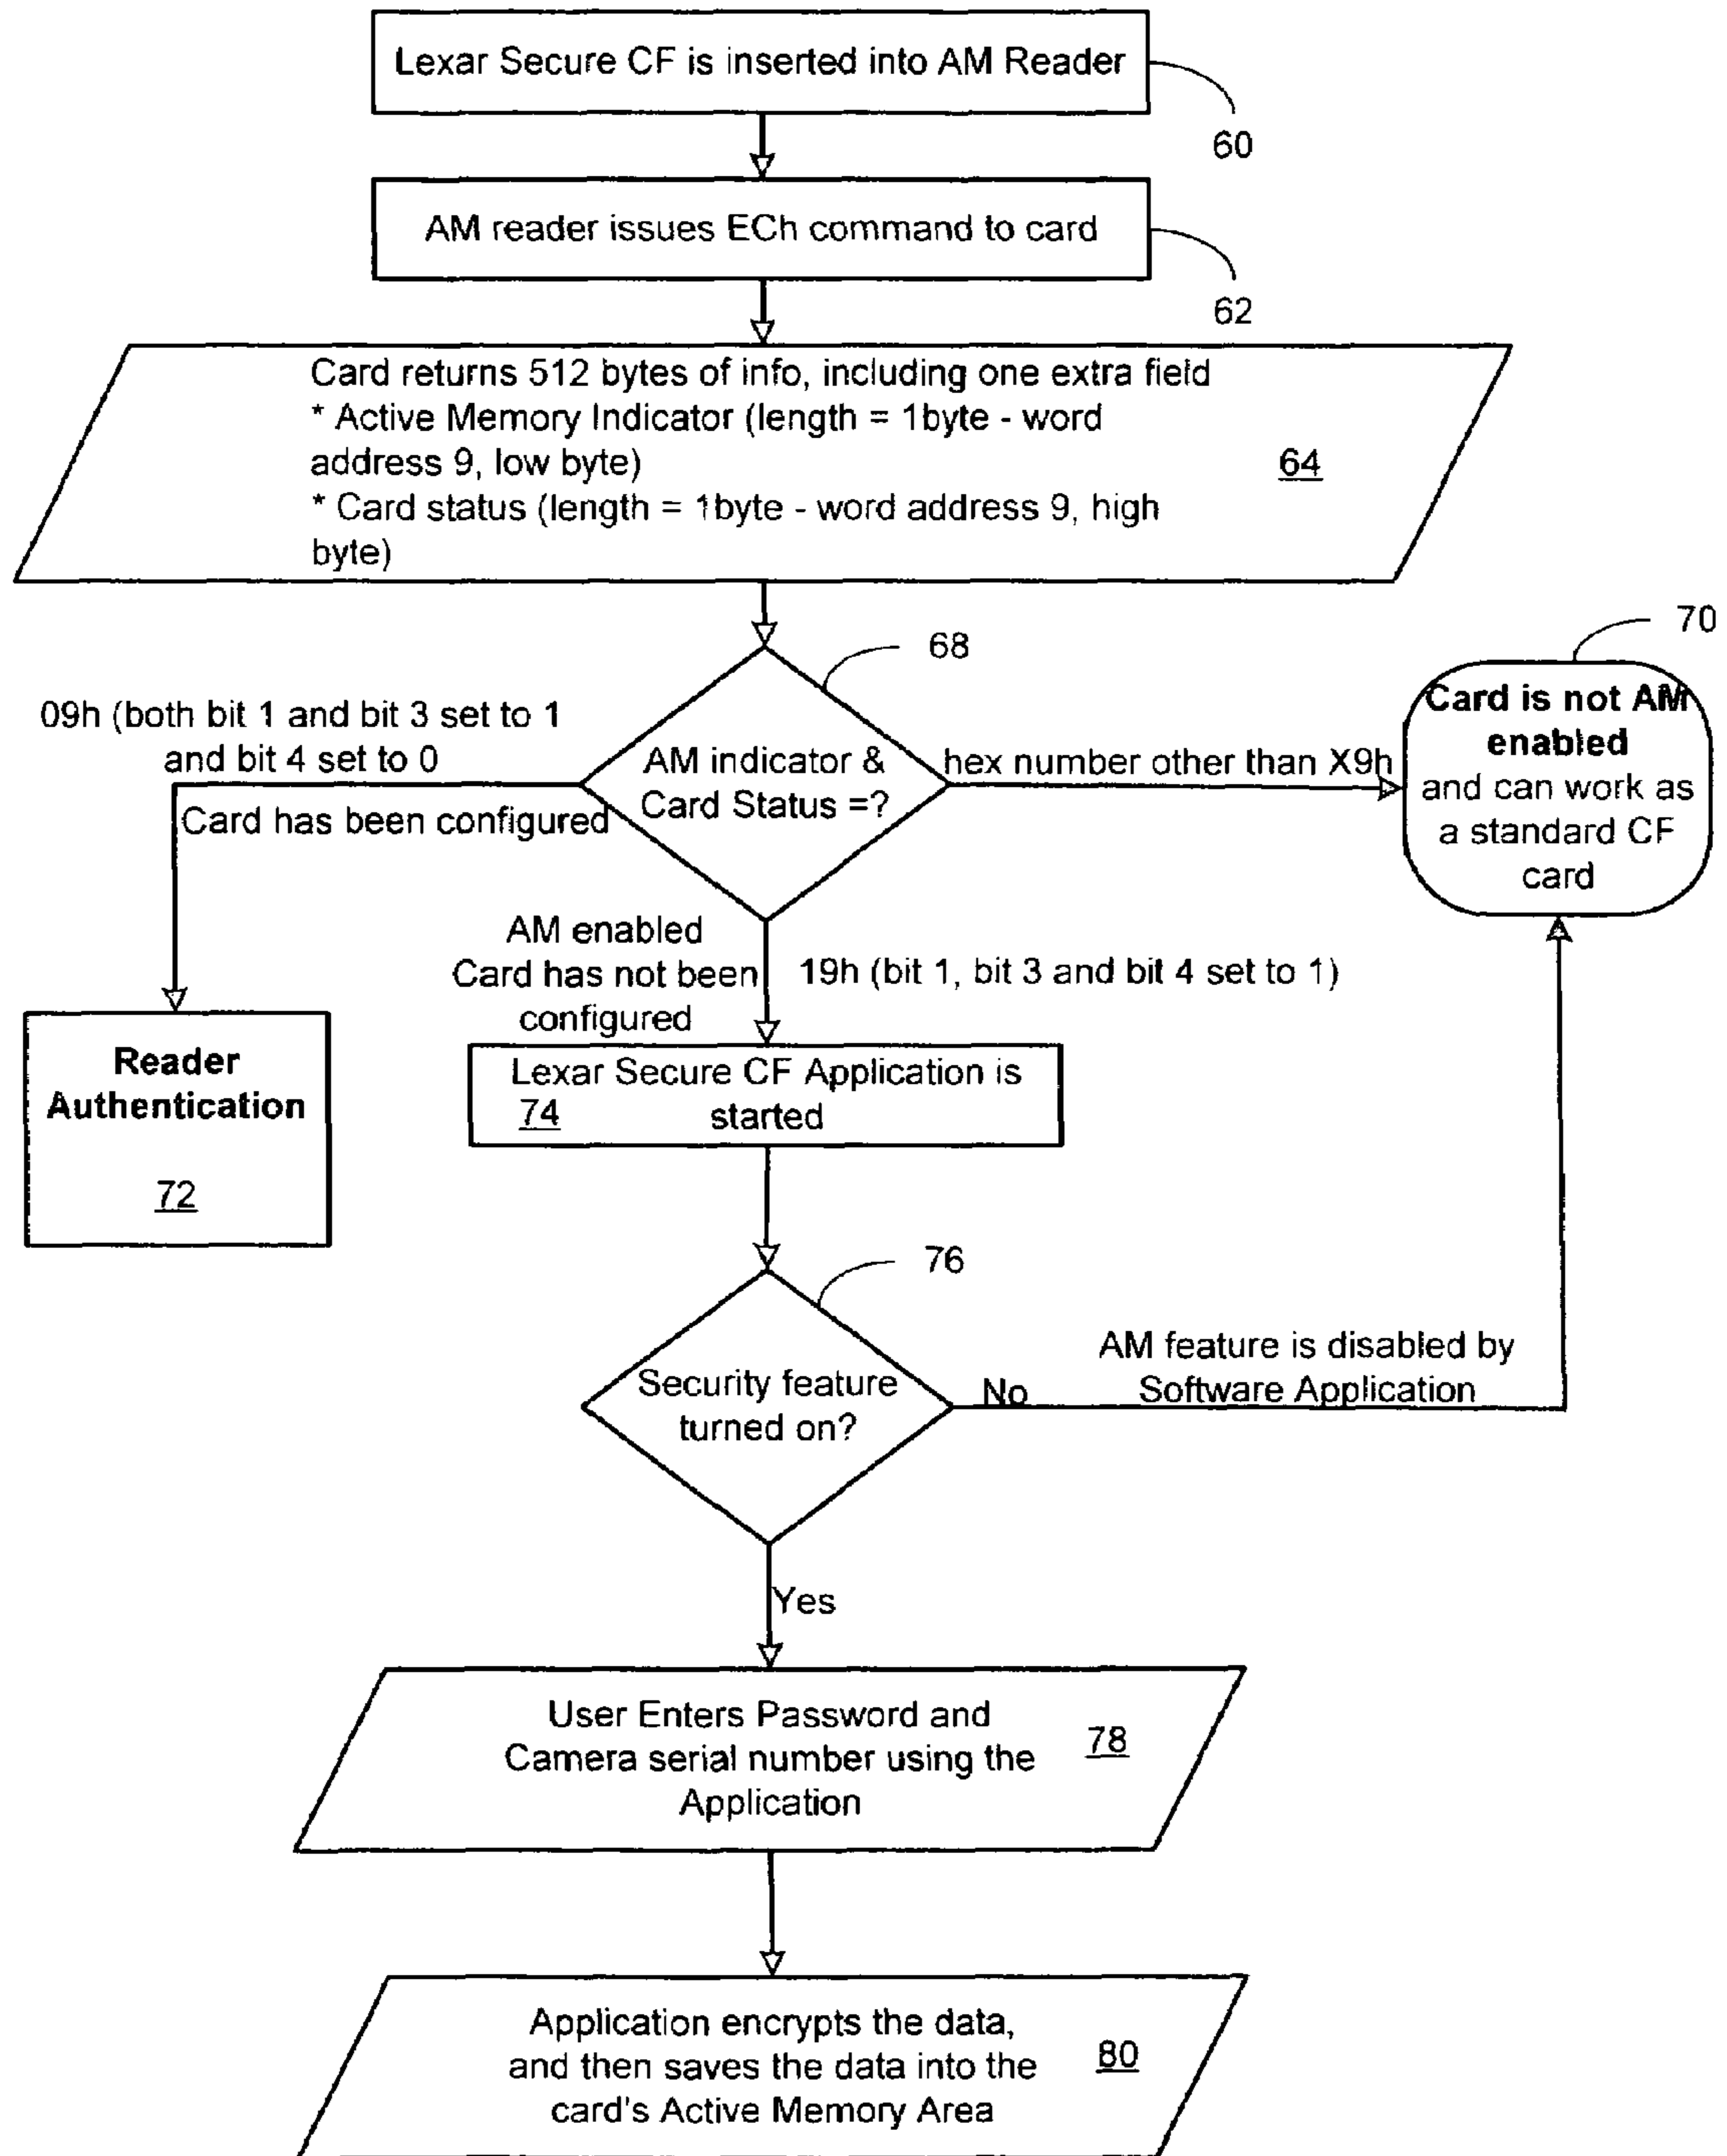 Lexar Secure CF is inserted into AM Reader
60
AM reader issues ECh command to card
62
Card returns 512 bytes of info, including one extra field
* Active Memory Indicator (length = 1byte - word
address 9, low byte)
* Card status (length = 1byte - word address 9, high
byte)
64
68
AM indicator &
Card Status =?
70
Card is not AM
enabled
and can work as
a standard CF
card
hex number other than X9h
09h (both bit 1 and bit 3 set to 1
and bit 4 set to 0
Card has been configured
Reader
Authentication
72
AM enabled
Card has not been
configured
19h (bit 1, bit 3 and bit 4 set to 1)
Lexar Secure CF Application is
started
74
76
Security feature
turned on?
No
AM feature is disabled by
Software Application
Yes
User Enters Password and
Camera serial number using the
Application
78
Application encrypts the data,
and then saves the data into the
card's Active Memory Area
80